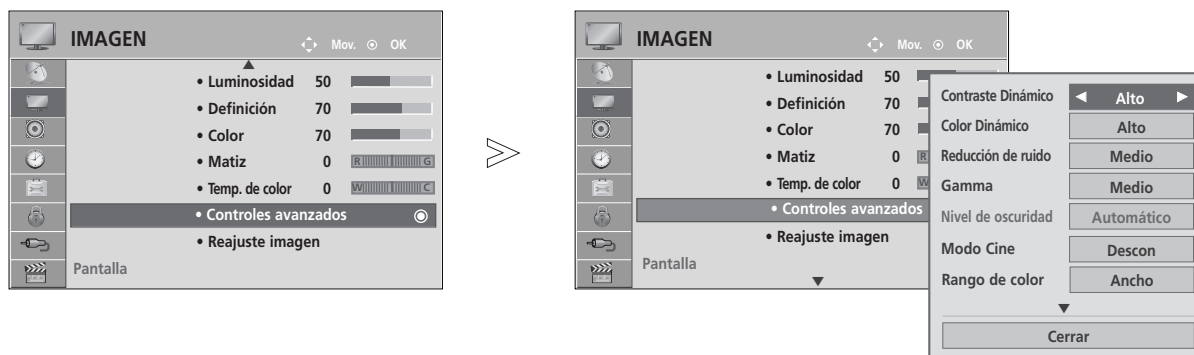 IMAGEN
Mov. OK
• Luminosidad 50
• Definición 70
• Color 70
• Matiz 0 R G
• Temp. de color 0 W C
• Controles avanzados
• Reajuste imagen
Pantalla
IMAGEN
Mov. OK
• Luminosidad 50
• Definición 70
• Color 70
• Matiz 0 R
• Temp. de color 0 W
• Controles avanzados
• Reajuste imagen
Pantalla
Contraste Dinámico Alto
Color Dinámico Alto
Reducción de ruido Medio
Gamma Medio
Nivel de oscuridad Automático
Modo Cine Descon
Rango de color Ancho
Cerrar